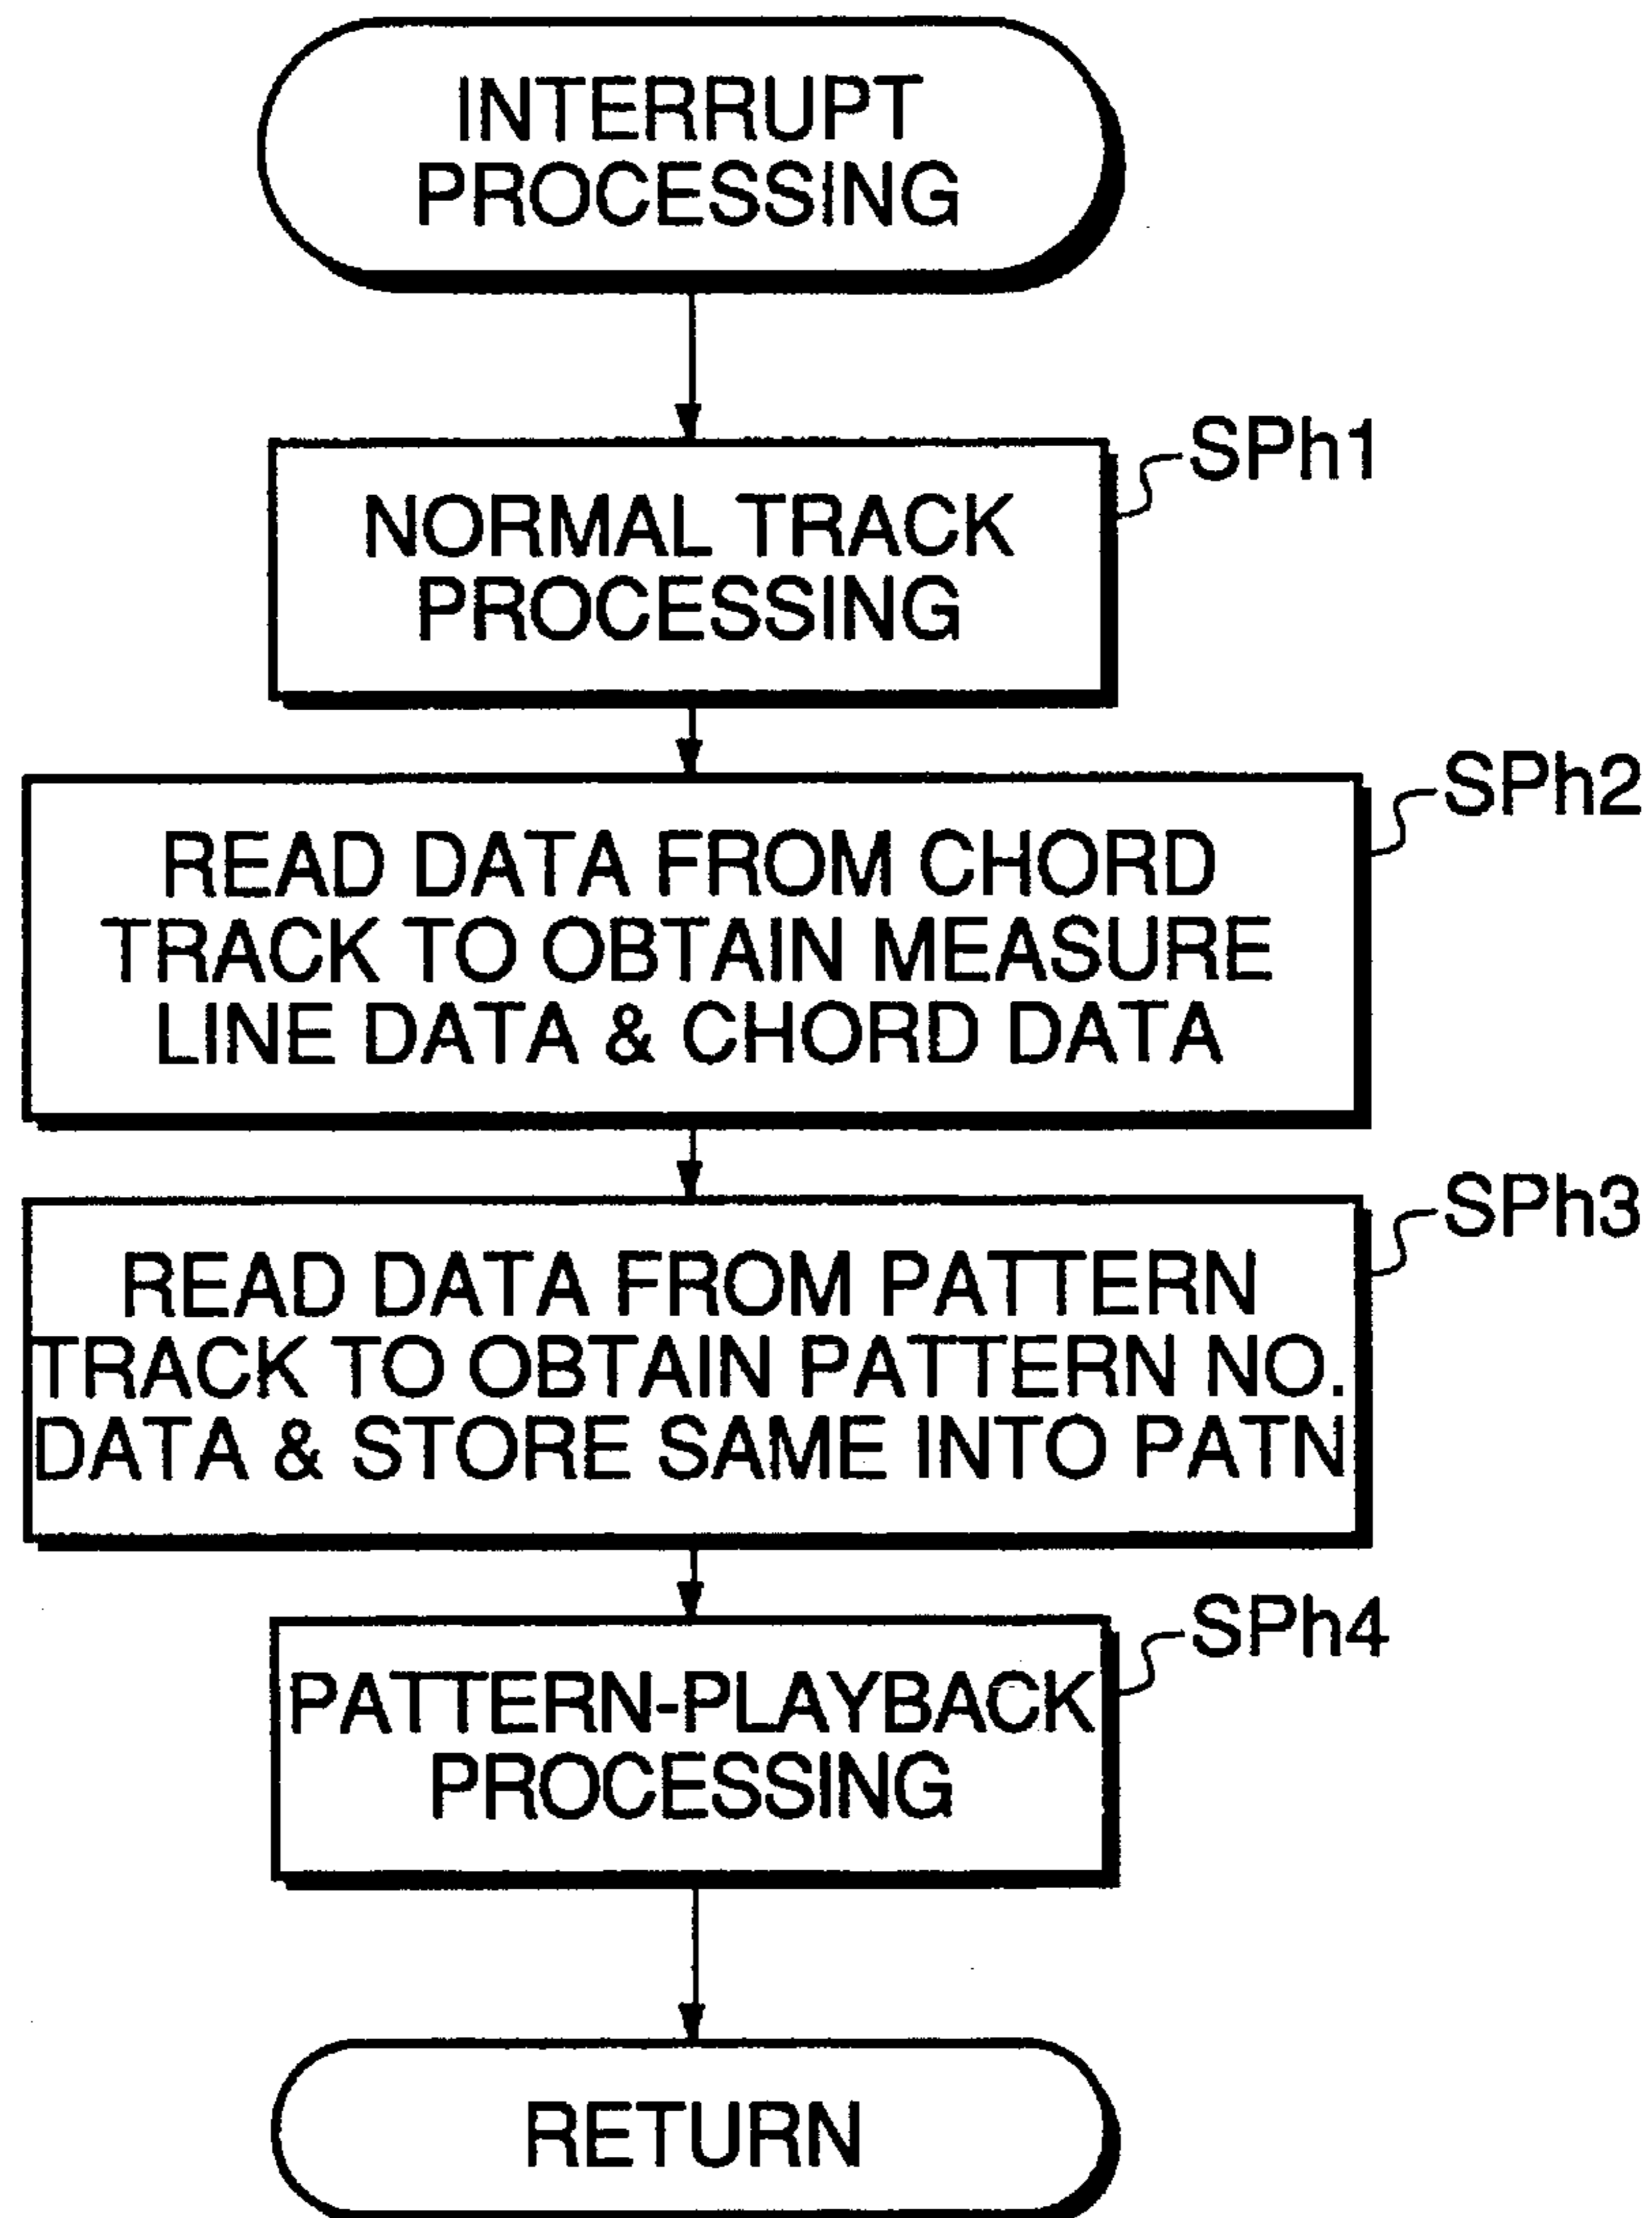 INTERRUPT
PROCESSING
SPh1
NORMAL TRACK
PROCESSING
SPh2
READ DATA FROM CHORD
TRACK TO OBTAIN MEASURE
LINE DATA & CHORD DATA
SPh3
READ DATA FROM PATTERN
TRACK TO OBTAIN PATTERN NO.
DATA & STORE SAME INTO PATN
SPh4
PATTERN-PLAYBACK
PROCESSING
RETURN